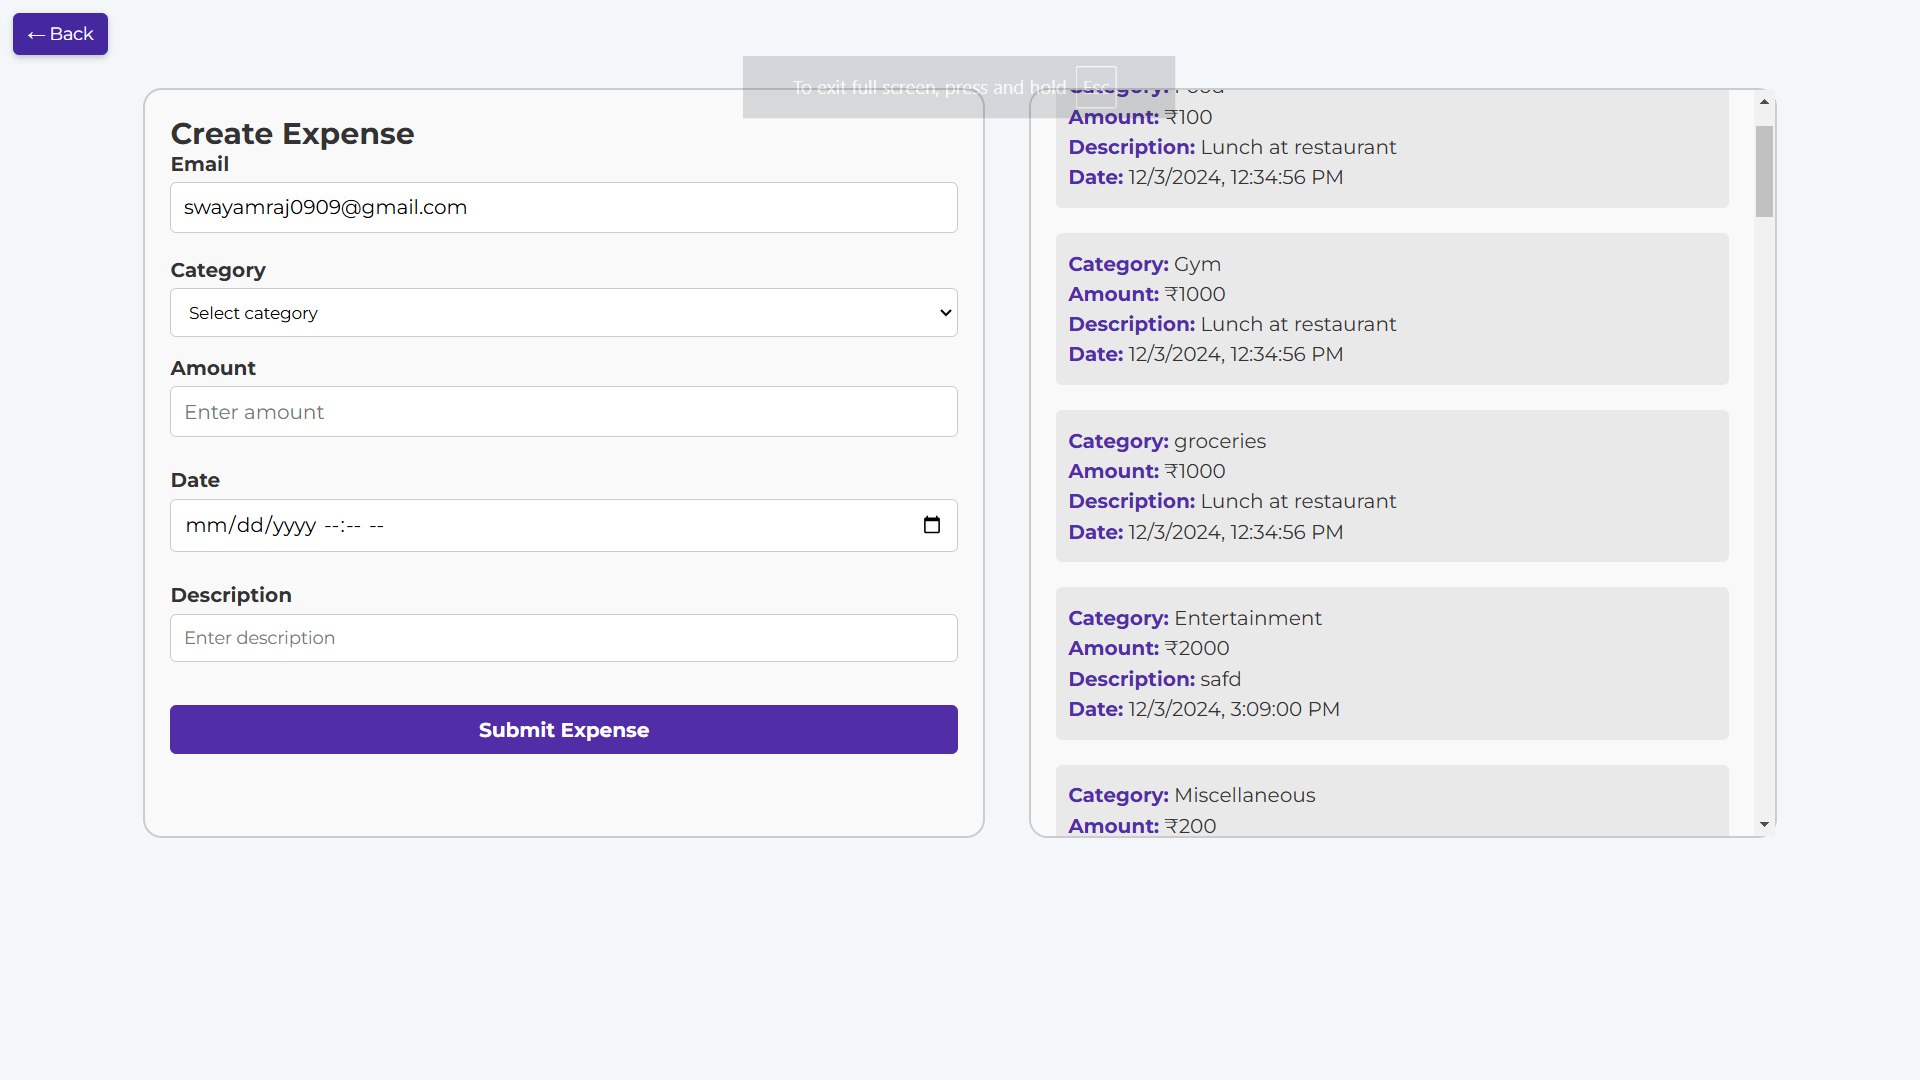 ← Back
To exit full screen, press and hold Esc
Create Expense
Email
swayamraj0909@gmail.com
Category
Select category
Amount
Enter amount
Date
mm/dd/yyyy --:-- --
Description
Enter description
Submit Expense
Category: Food
Amount: ₹100
Description: Lunch at restaurant
Date: 12/3/2024, 12:34:56 PM
Category: Gym
Amount: ₹1000
Description: Lunch at restaurant
Date: 12/3/2024, 12:34:56 PM
Category: groceries
Amount: ₹1000
Description: Lunch at restaurant
Date: 12/3/2024, 12:34:56 PM
Category: Entertainment
Amount: ₹2000
Description: safd
Date: 12/3/2024, 3:09:00 PM
Category: Miscellaneous
Amount: ₹200